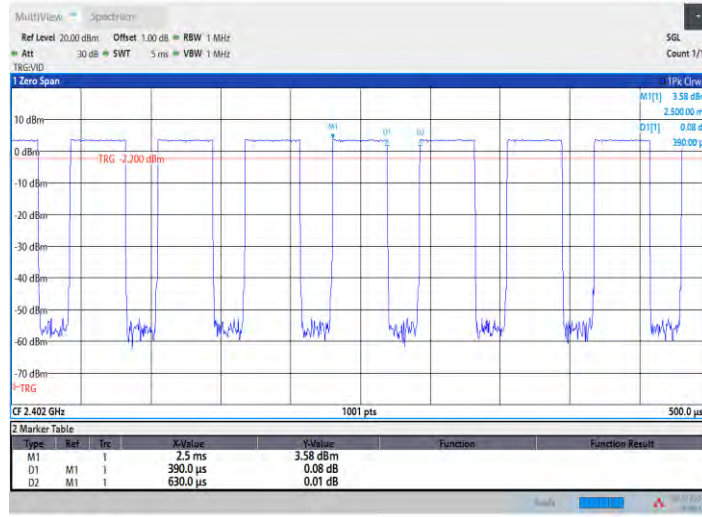 MultiView Spectrum
Ref Level 20.00 dBm Offset 1.00 dB RBW 1 MHz
SGL
Att 30 dB SWT 5 ms VBW 1 MHz
Count 1/1
TRG:VID
1 Zero Span
1Pk Clrw
M1[1] 3.58 dBm
2.500 00 m
10 dBm
M1
D1
D2
D1[1] 0.08 d
390.00 µ
0 dBm
TRG -2.200 dBm
-10 dBm
-20 dBm
-30 dBm
-40 dBm
-50 dBm
-60 dBm
-70 dBm
TRG
CF 2.402 GHz 1001 pts 500.0 µs
2 Marker Table
Type Ref Trc X-Value Y-Value Function Function Result
M1 1 2.5 ms 3.58 dBm
D1 M1 1 390.0 µs 0.08 dB
D2 M1 1 630.0 µs 0.01 dB